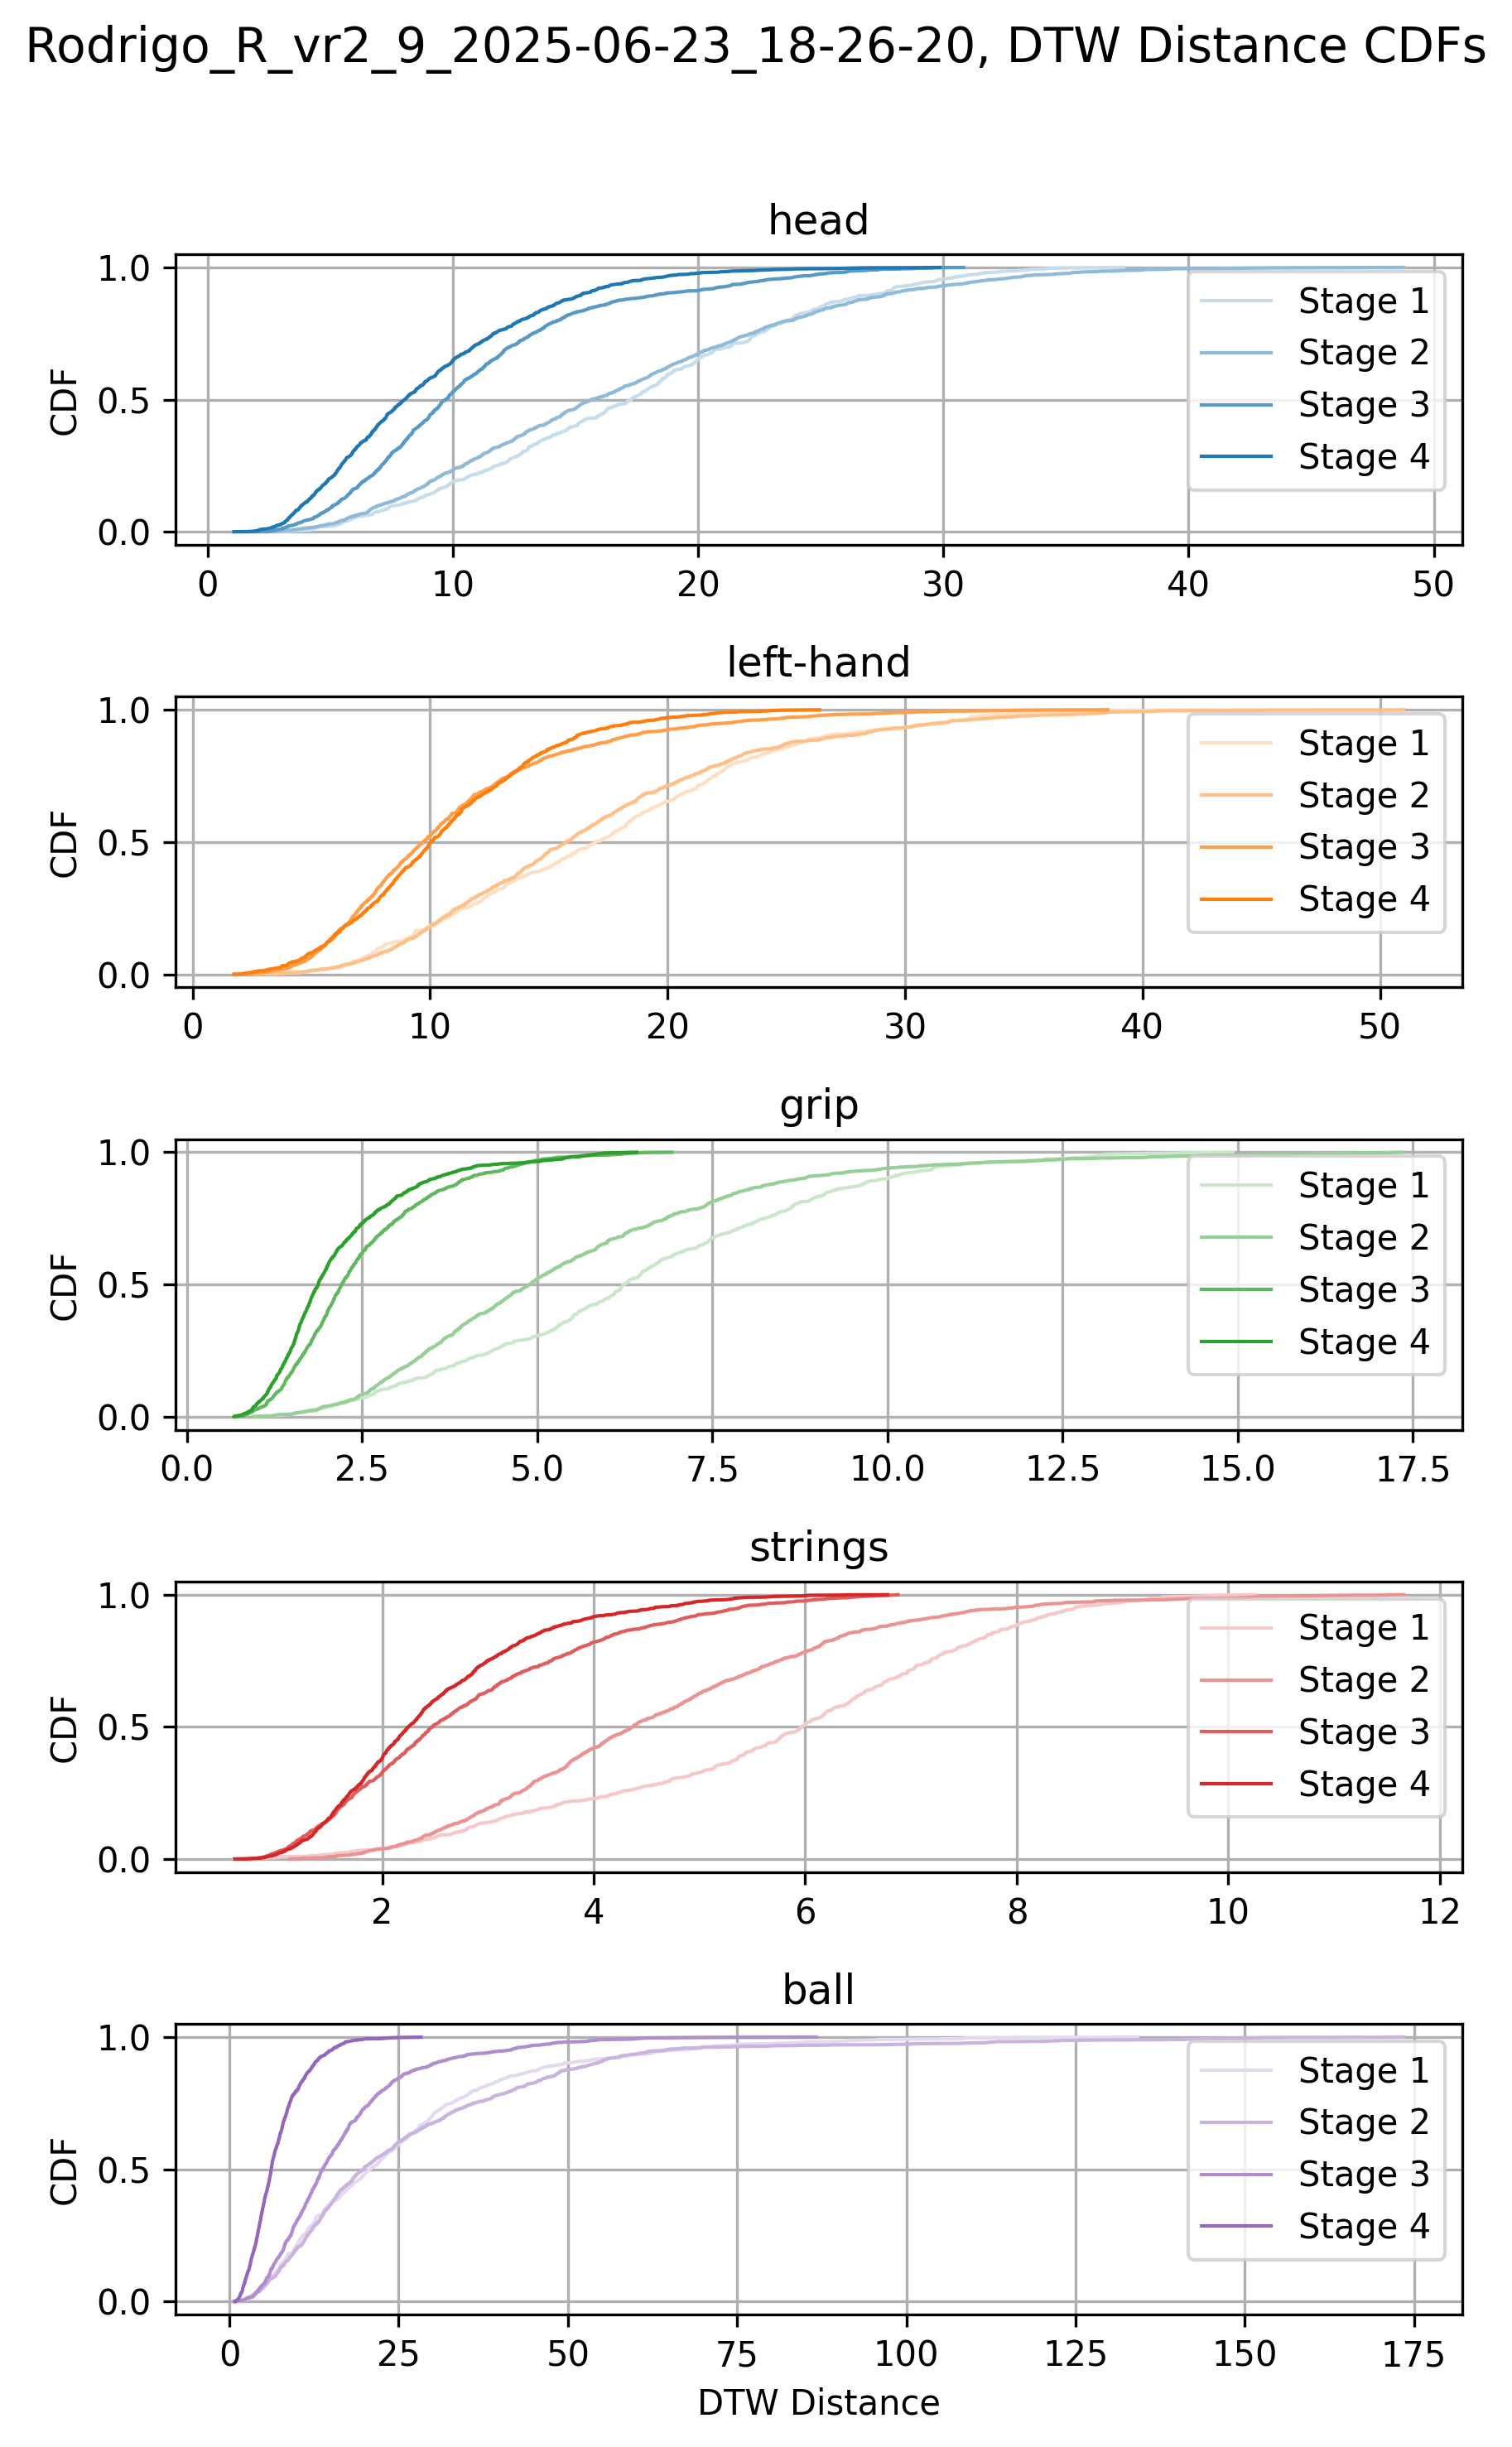 Rodrigo_R_vr2_9_2025-06-23_18-26-20, DTW Distance CDFs
head
CDF
1.0
0.5
0.0
0 10 20 30 40 50
Stage 1
Stage 2
Stage 3
Stage 4
left-hand
CDF
1.0
0.5
0.0
0 10 20 30 40 50
Stage 1
Stage 2
Stage 3
Stage 4
grip
CDF
1.0
0.5
0.0
0.0 2.5 5.0 7.5 10.0 12.5 15.0 17.5
Stage 1
Stage 2
Stage 3
Stage 4
strings
CDF
1.0
0.5
0.0
2 4 6 8 10 12
Stage 1
Stage 2
Stage 3
Stage 4
ball
CDF
1.0
0.5
0.0
0 25 50 75 100 125 150 175
Stage 1
Stage 2
Stage 3
Stage 4
DTW Distance